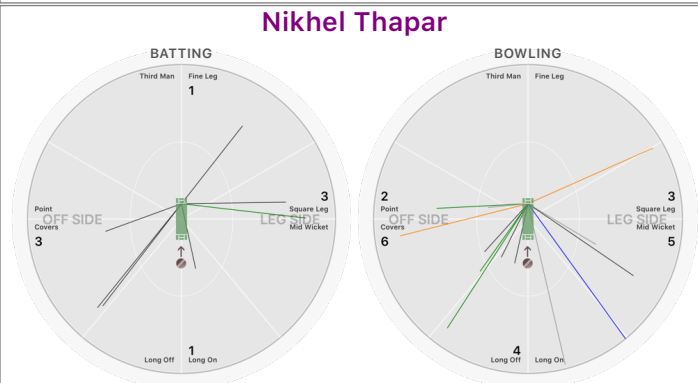 Nikhel Thapar
BATTING
Third Man Fine Leg
1
3
Point Square Leg
OFF SIDE LEG SIDE
Covers Mid Wicket
3
1
Long Off Long On
BOWLING
Third Man Fine Leg
2 3
Point Square Leg
OFF SIDE LEG SIDE
Covers Mid Wicket
6 5
4
Long Off Long On